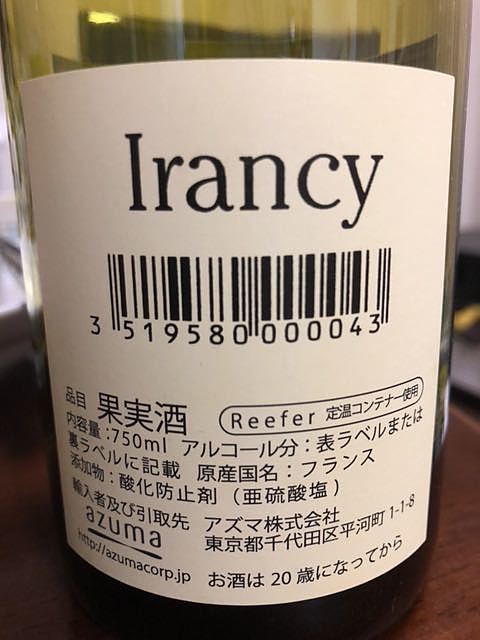 Irancy
3 519580 000043
品目 果実酒 Reefer 定温コンテナー使用
内容量:750ml アルコール分:表ラベルまたは
裏ラベルに記載 原産国名:フランス
添加物:酸化防止剤(亜硫酸塩)
輸入者及び引取先 アズマ株式会社
azuma 東京都千代田区平河町 1-1-8
http://azumacorp.jp お酒は20歳になってから